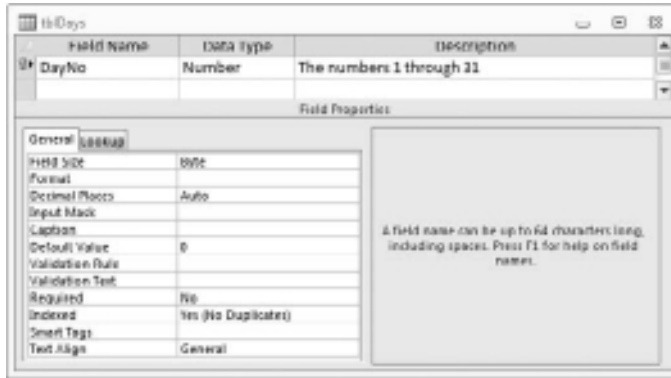 tblDays
Field Name Data Type Description
DayNo Number The numbers 1 through 31
Field Properties
General Lookup
Field Size Byte
Format
Decimal Places Auto
Input Mask
Caption
Default Value 0
Validation Rule
Validation Text
Required No
Indexed Yes (No Duplicates)
Smart Tags
Text Align General
A field name can be up to 64 characters long,
including spaces. Press F1 for help on field
names.